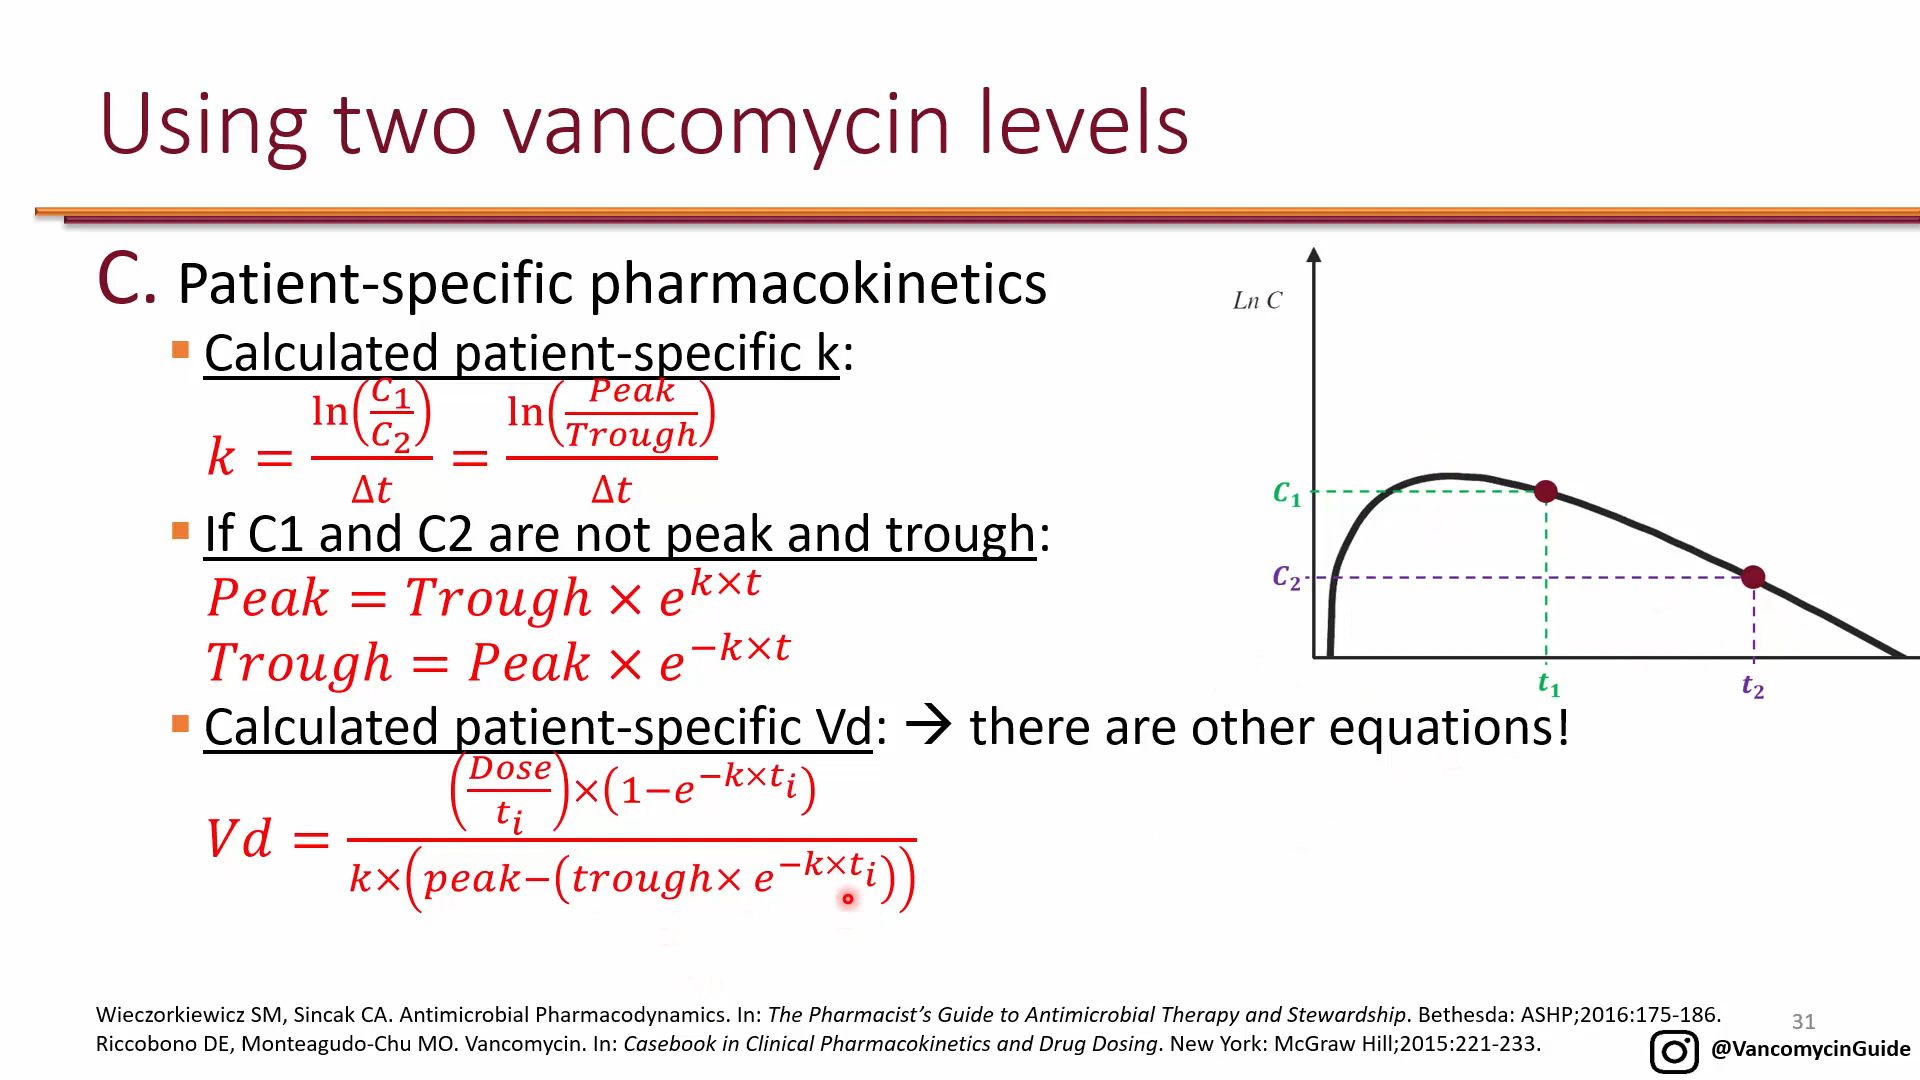 Using two vancomycin levels
C. Patient-specific pharmacokinetics
▪ Calculated patient-specific k:
k = ln(C₁/C₂)/Δt = ln(Peak/Trough)/Δt
▪ If C1 and C2 are not peak and trough:
Peak = Trough × e^(k×t)
Trough = Peak × e^(−k×t)
▪ Calculated patient-specific Vd: → there are other equations!
Vd = (Dose/tᵢ)×(1−e^(−k×tᵢ)) / k×(peak−(trough× e^(−k×tᵢ)))
Ln C
C₁
C₂
t₁ t₂
Wieczorkiewicz SM, Sincak CA. Antimicrobial Pharmacodynamics. In: The Pharmacist’s Guide to Antimicrobial Therapy and Stewardship. Bethesda: ASHP;2016:175-186.
Riccobono DE, Monteagudo-Chu MO. Vancomycin. In: Casebook in Clinical Pharmacokinetics and Drug Dosing. New York: McGraw Hill;2015:221-233.
31
@VancomycinGuide